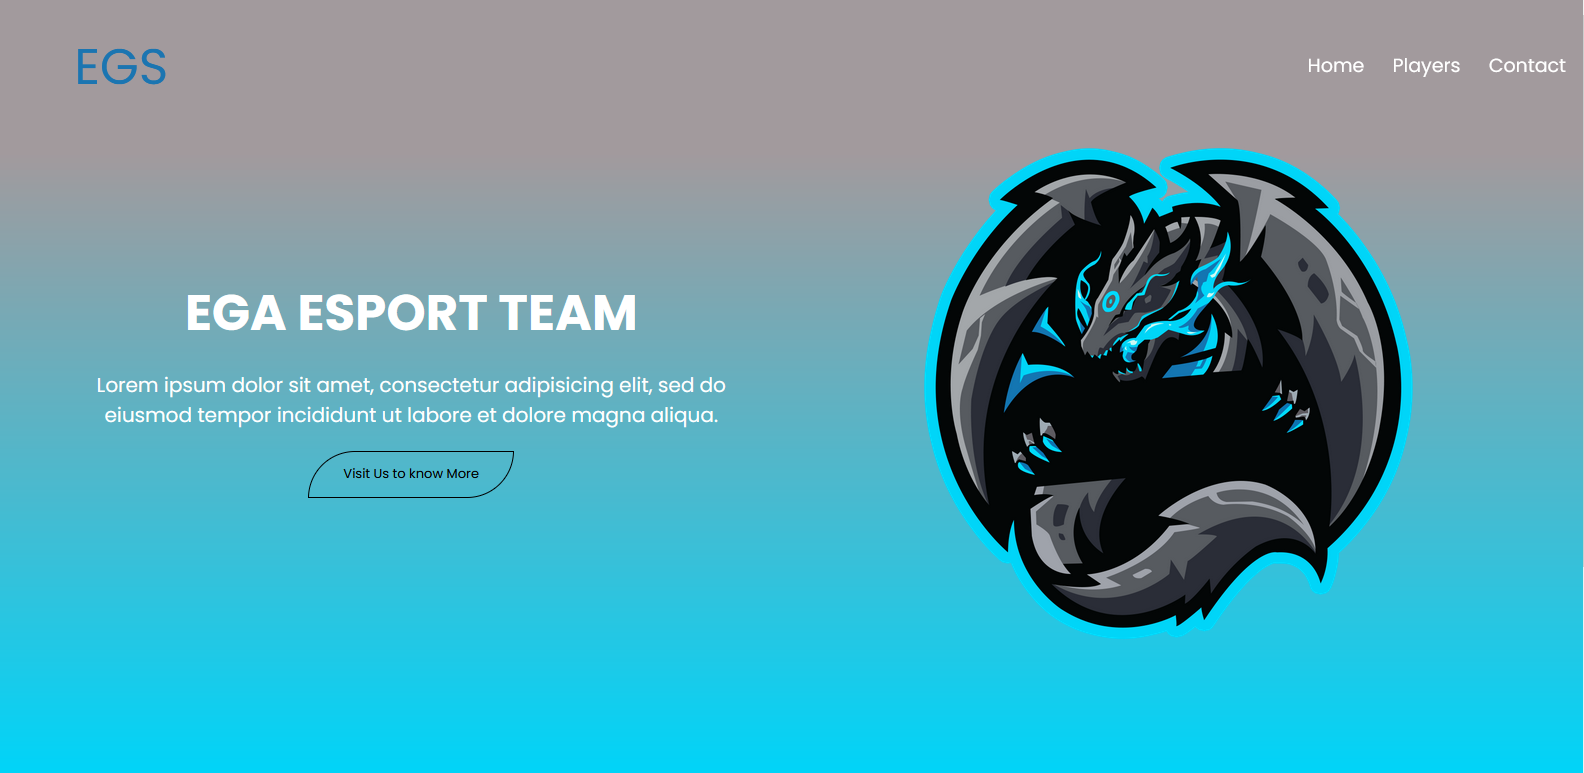 EGS
Home Players Contact
EGA ESPORT TEAM
Lorem ipsum dolor sit amet, consectetur adipisicing elit, sed do
eiusmod tempor incididunt ut labore et dolore magna aliqua.
Visit Us to know More